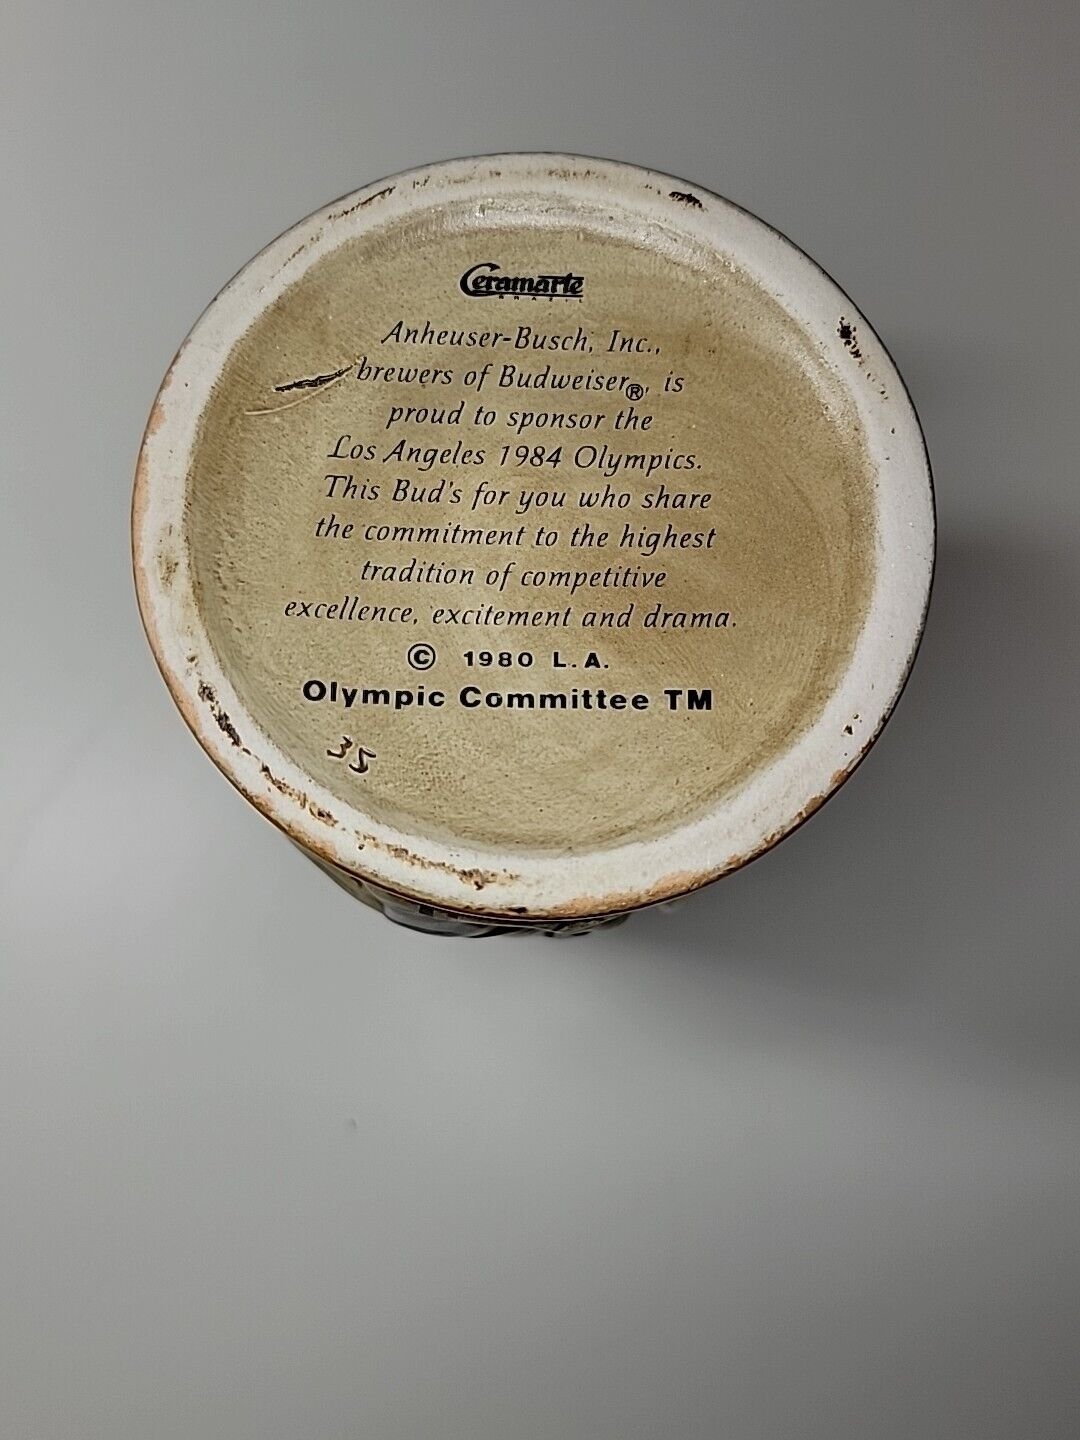 Ceramarte
BRAZIL
Anheuser-Busch, Inc.,
brewers of Budweiser®, is
proud to sponsor the
Los Angeles 1984 Olympics.
This Bud's for you who share
the commitment to the highest
tradition of competitive
excellence, excitement and drama.
© 1980 L.A.
Olympic Committee TM
35